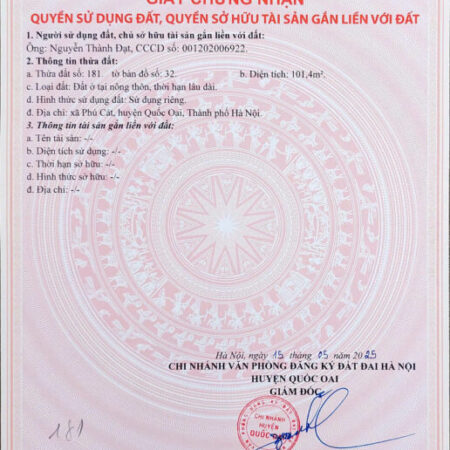 GIẤY CHỨNG NHẬN
QUYỀN SỬ DỤNG ĐẤT, QUYỀN SỞ HỮU TÀI SẢN GẮN LIỀN VỚI ĐẤT
1. Người sử dụng đất, chủ sở hữu tài sản gắn liền với đất:
Ông: Nguyễn Thành Đạt, CCCD số: 001202006922.
2. Thông tin thửa đất:
a. Thửa đất số: 181 tờ bản đồ số: 32. b. Diện tích: 101,4m².
c. Loại đất: Đất ở tại nông thôn, thời hạn lâu dài.
d. Hình thức sử dụng đất: Sử dụng riêng.
đ. Địa chỉ: xã Phú Cát, huyện Quốc Oai, Thành phố Hà Nội.
3. Thông tin tài sản gắn liền với đất:
a. Tên tài sản: -/-
b. Diện tích sử dụng: -/-
c. Thời hạn sở hữu: -/-
d. Hình thức sở hữu: -/-
đ. Địa chỉ: -/-
Hà Nội, ngày 15 tháng 05 năm 2025
CHI NHÁNH VĂN PHÒNG ĐĂNG KÝ ĐẤT ĐAI HÀ NỘI
HUYỆN QUỐC OAI
GIÁM ĐỐC
CHI NHÁNH
HUYỆN
QUỐC OAI
181